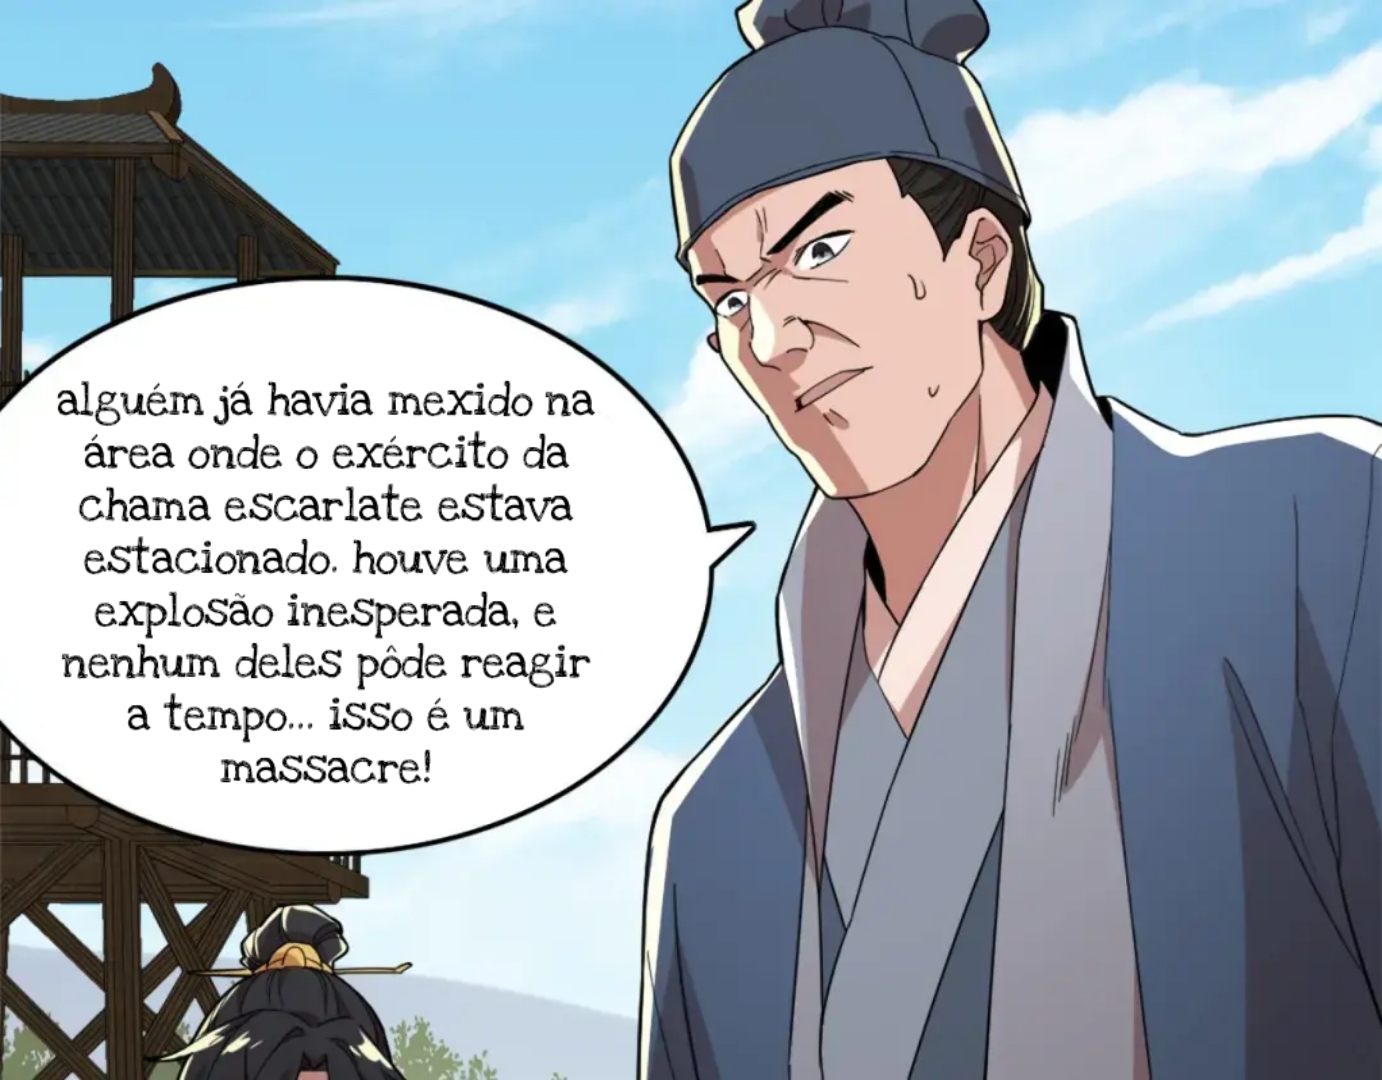 alguém já havia mexido na
área onde o exército da
chama escarlate estava
estacionado. houve uma
explosão inesperada, e
nenhum deles pôde reagir
a tempo... isso é um
massacre!